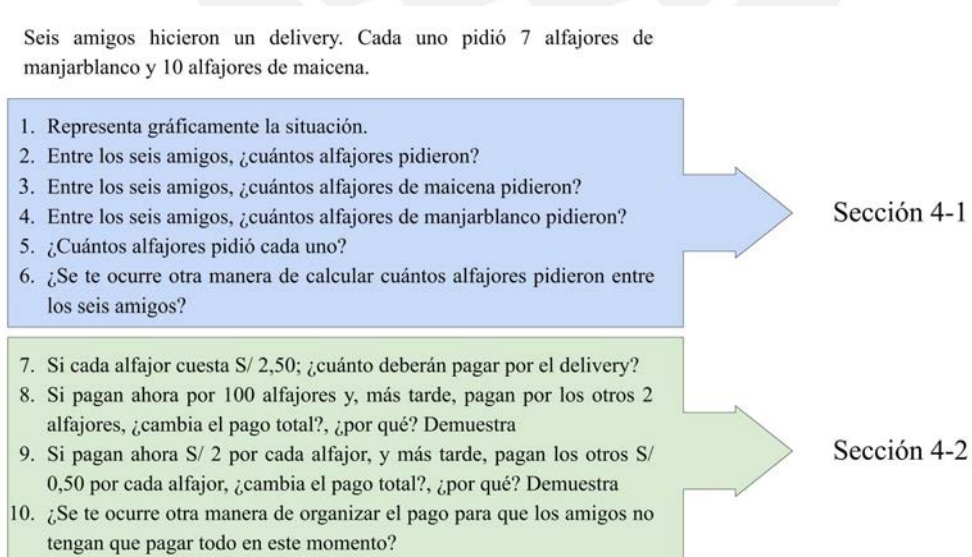 Seis amigos hicieron un delivery. Cada uno pidió 7 alfajores de
manjarblanco y 10 alfajores de maicena.
1. Representa gráficamente la situación.
2. Entre los seis amigos, ¿cuántos alfajores pidieron?
3. Entre los seis amigos, ¿cuántos alfajores de maicena pidieron?
4. Entre los seis amigos, ¿cuántos alfajores de manjarblanco pidieron?
5. ¿Cuántos alfajores pidió cada uno?
6. ¿Se te ocurre otra manera de calcular cuántos alfajores pidieron entre
los seis amigos?
Sección 4-1
7. Si cada alfajor cuesta S/ 2,50; ¿cuánto deberán pagar por el delivery?
8. Si pagan ahora por 100 alfajores y, más tarde, pagan por los otros 2
alfajores, ¿cambia el pago total?, ¿por qué? Demuestra
9. Si pagan ahora S/ 2 por cada alfajor, y más tarde, pagan los otros S/
0,50 por cada alfajor, ¿cambia el pago total?, ¿por qué? Demuestra
10. ¿Se te ocurre otra manera de organizar el pago para que los amigos no
tengan que pagar todo en este momento?
Sección 4-2